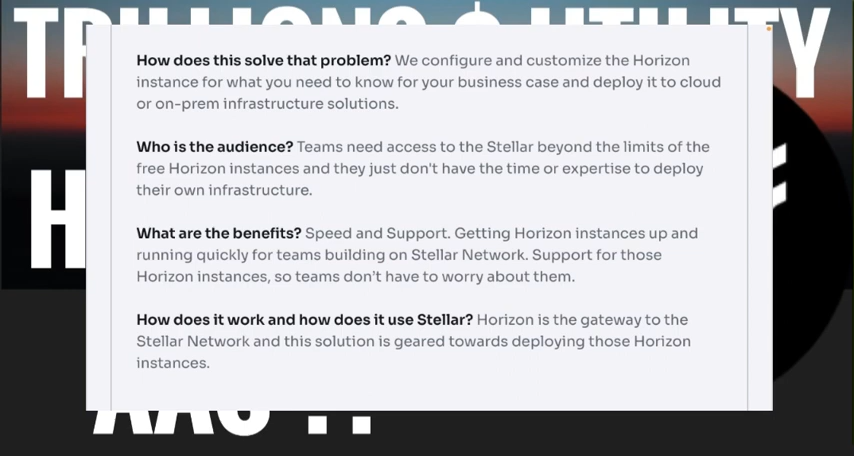 TRILLIONS $ UTILITY
How does this solve that problem? We configure and customize the Horizon
instance for what you need to know for your business case and deploy it to cloud
or on-prem infrastructure solutions.
Who is the audience? Teams need access to the Stellar beyond the limits of the
free Horizon instances and they just don't have the time or expertise to deploy
their own infrastructure.
What are the benefits? Speed and Support. Getting Horizon instances up and
running quickly for teams building on Stellar Network. Support for those
Horizon instances, so teams don’t have to worry about them.
How does it work and how does it use Stellar? Horizon is the gateway to the
Stellar Network and this solution is geared towards deploying those Horizon
instances.